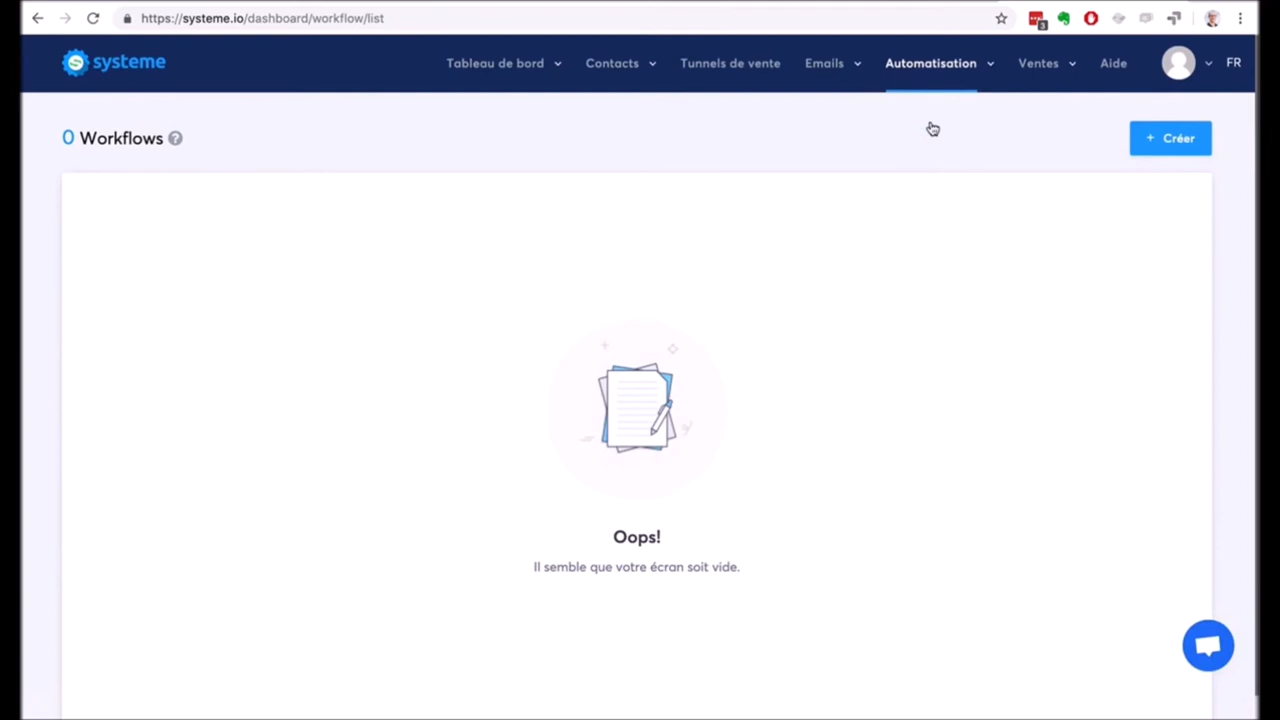 https://systeme.io/dashboard/workflow/list
3
systeme
Tableau de bord Contacts Tunnels de vente Emails Automatisation Ventes Aide FR
0 Workflows ?
+ Créer
Oops!
Il semble que votre écran soit vide.